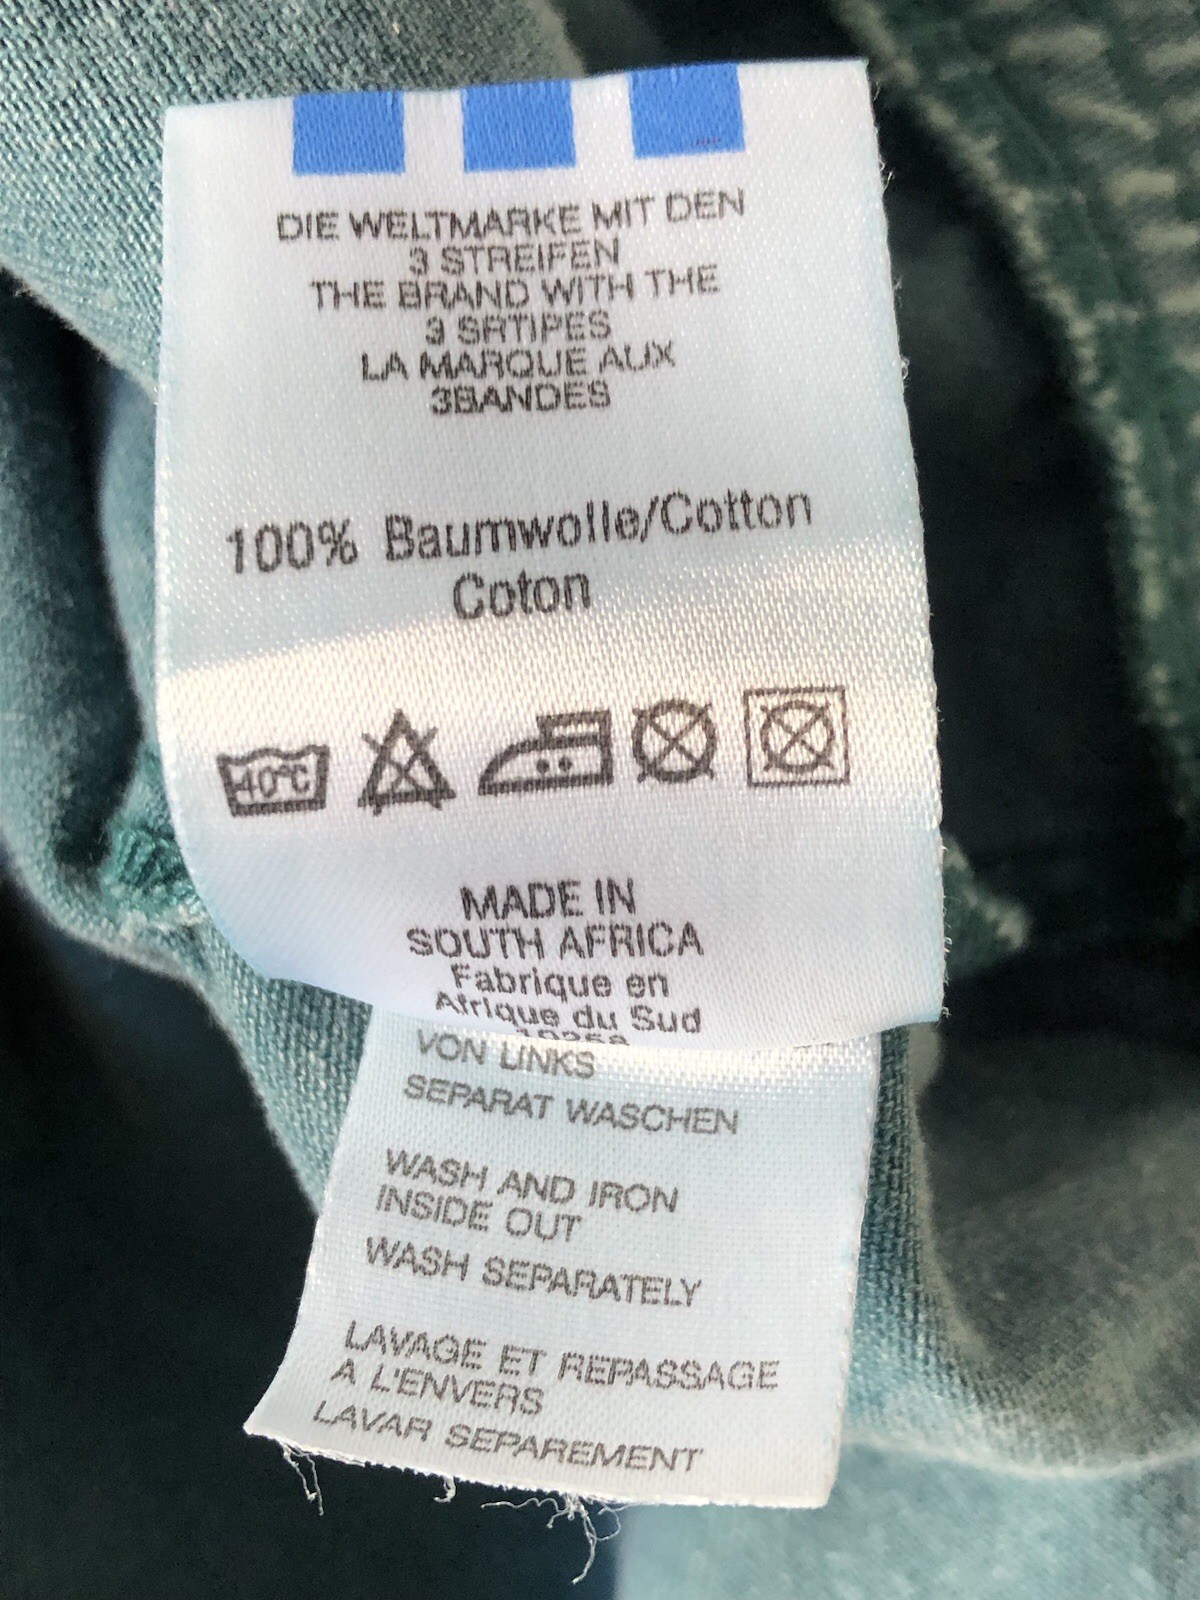 DIE WELTMARKE MIT DEN
3 STREIFEN
THE BRAND WITH THE
3 SRTIPES
LA MARQUE AUX
3BANDES
100% Baumwolle/Cotton
Coton
40°C
MADE IN
SOUTH AFRICA
Fabrique en
Afrique du Sud
VON LINKS
SEPARAT WASCHEN
WASH AND IRON
INSIDE OUT
WASH SEPARATELY
LAVAGE ET REPASSAGE
A L'ENVERS
LAVAR SEPAREMENT